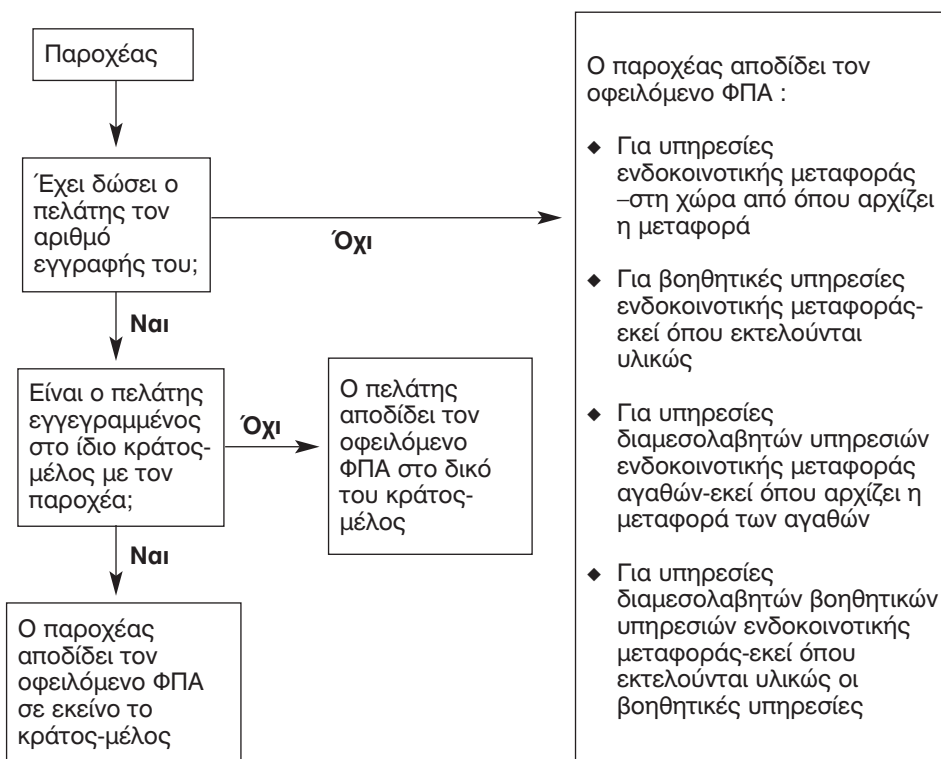 Παροχέας
Έχει δώσει ο
πελάτης τον
αριθμό
εγγραφής του;
Όχι
Ναι
Είναι ο πελάτης
εγγεγραμμένος
στο ίδιο κράτος-
μέλος με τον
παροχέα;
Όχι
Ο πελάτης
αποδίδει τον
οφειλόμενο
ΦΠΑ στο δικό
του κράτος-
μέλος
Ναι
Ο παροχέας
αποδίδει τον
οφειλόμενο ΦΠΑ
σε εκείνο το
κράτος-μέλος
Ο παροχέας αποδίδει τον
οφειλόμενο ΦΠΑ :
◆ Για υπηρεσίες
ενδοκοινοτικής μεταφοράς
–στη χώρα από όπου αρχίζει
η μεταφορά
◆ Για βοηθητικές υπηρεσίες
ενδοκοινοτικής μεταφοράς-
εκεί όπου εκτελούνται
υλικώς
◆ Για υπηρεσίες
διαμεσολαβητών υπηρεσιών
ενδοκοινοτικής μεταφοράς
αγαθών-εκεί όπου αρχίζει η
μεταφορά των αγαθών
◆ Για υπηρεσίες
διαμεσολαβητών βοηθητικών
υπηρεσιών ενδοκοινοτικής
μεταφοράς-εκεί όπου
εκτελούνται υλικώς οι
βοηθητικές υπηρεσίες